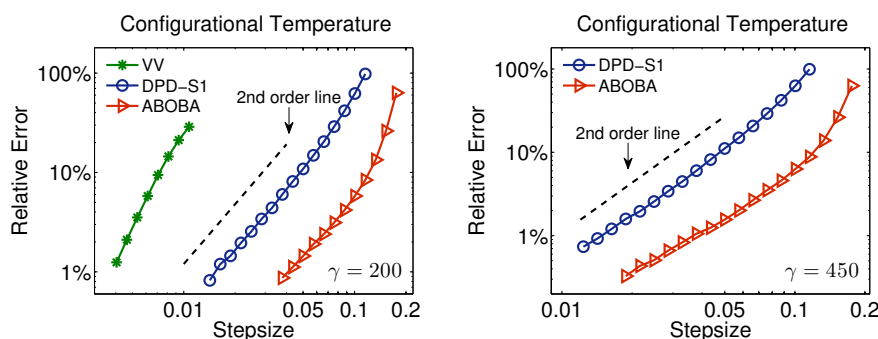 Configurational Temperature
Relative Error
100%
10%
1%
VV
DPD-S1
ABOBA
2nd order line
γ = 200
0.01
0.05
0.1
0.2
Stepsize
Configurational Temperature
Relative Error
100%
10%
1%
DPD-S1
ABOBA
2nd order line
γ = 450
0.01
0.05
0.1
0.2
Stepsize